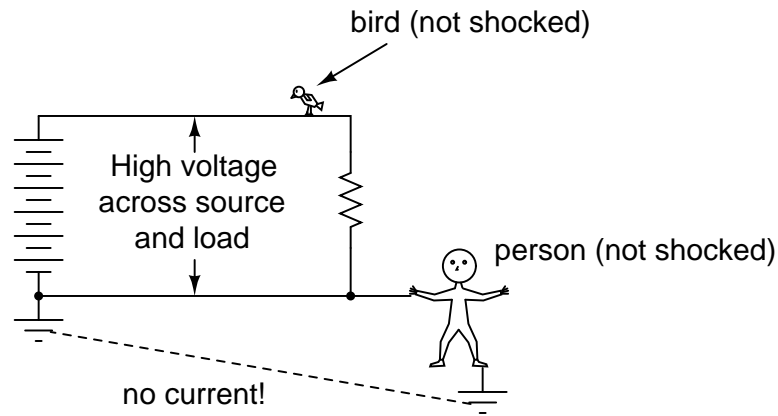 bird (not shocked)
High voltage
across source
and load
person (not shocked)
no current!